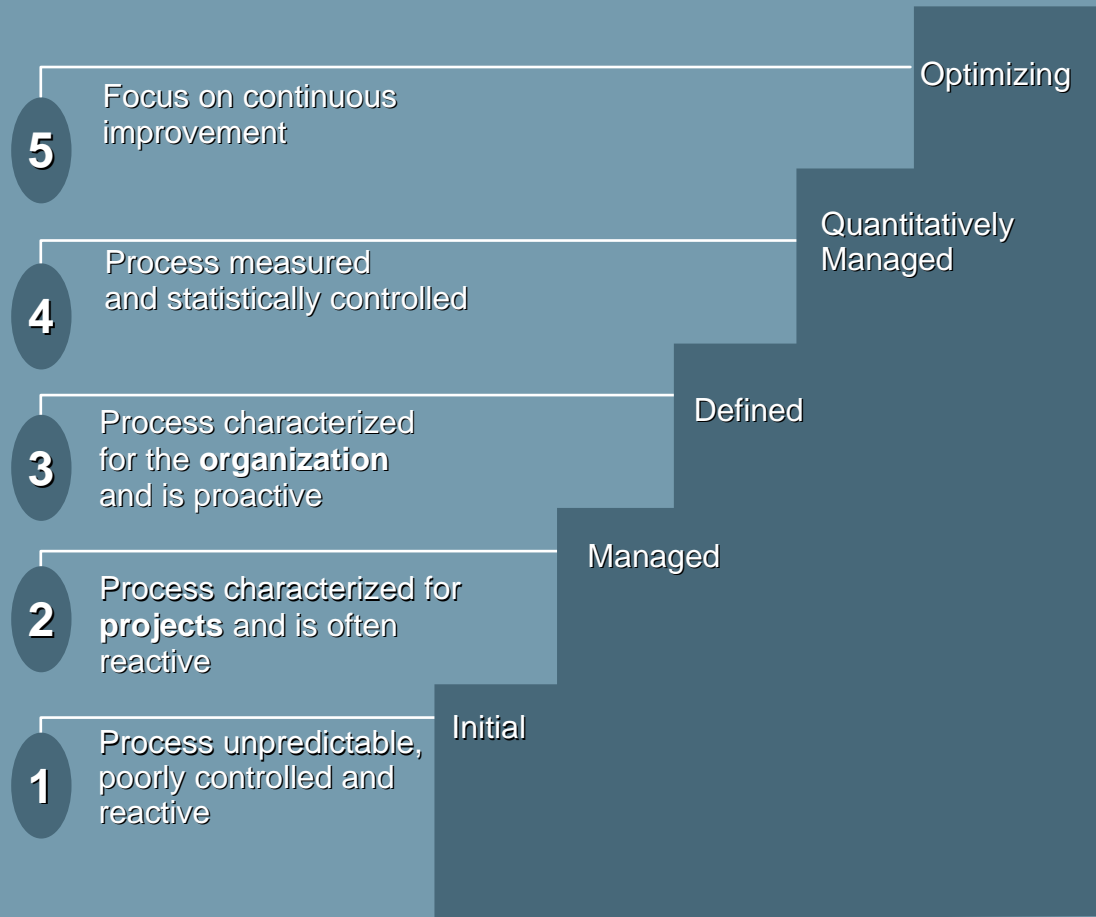 Optimizing
Focus on continuous
improvement
5
Quantitatively
Managed
Process measured
and statistically controlled
4
Defined
Process characterized
for the organization
and is proactive
3
Managed
Process characterized for
projects and is often
reactive
2
Initial
Process unpredictable,
poorly controlled and
reactive
1